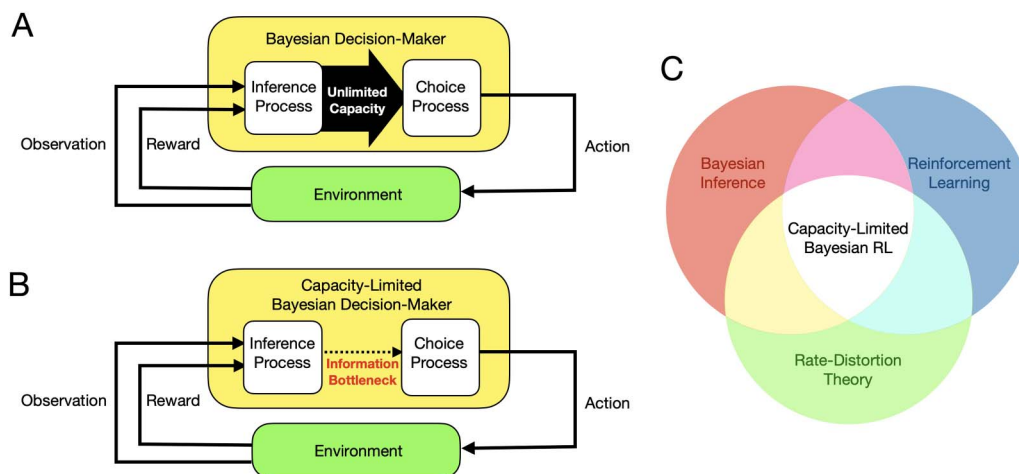 A
Bayesian Decision-Maker
Inference
Process
Unlimited
Capacity
Choice
Process
Observation
Reward
Action
Environment
B
Capacity-Limited
Bayesian Decision-Maker
Inference
Process
Information
Bottleneck
Choice
Process
Observation
Reward
Action
Environment
C
Bayesian
Inference
Reinforcement
Learning
Capacity-Limited
Bayesian RL
Rate-Distortion
Theory